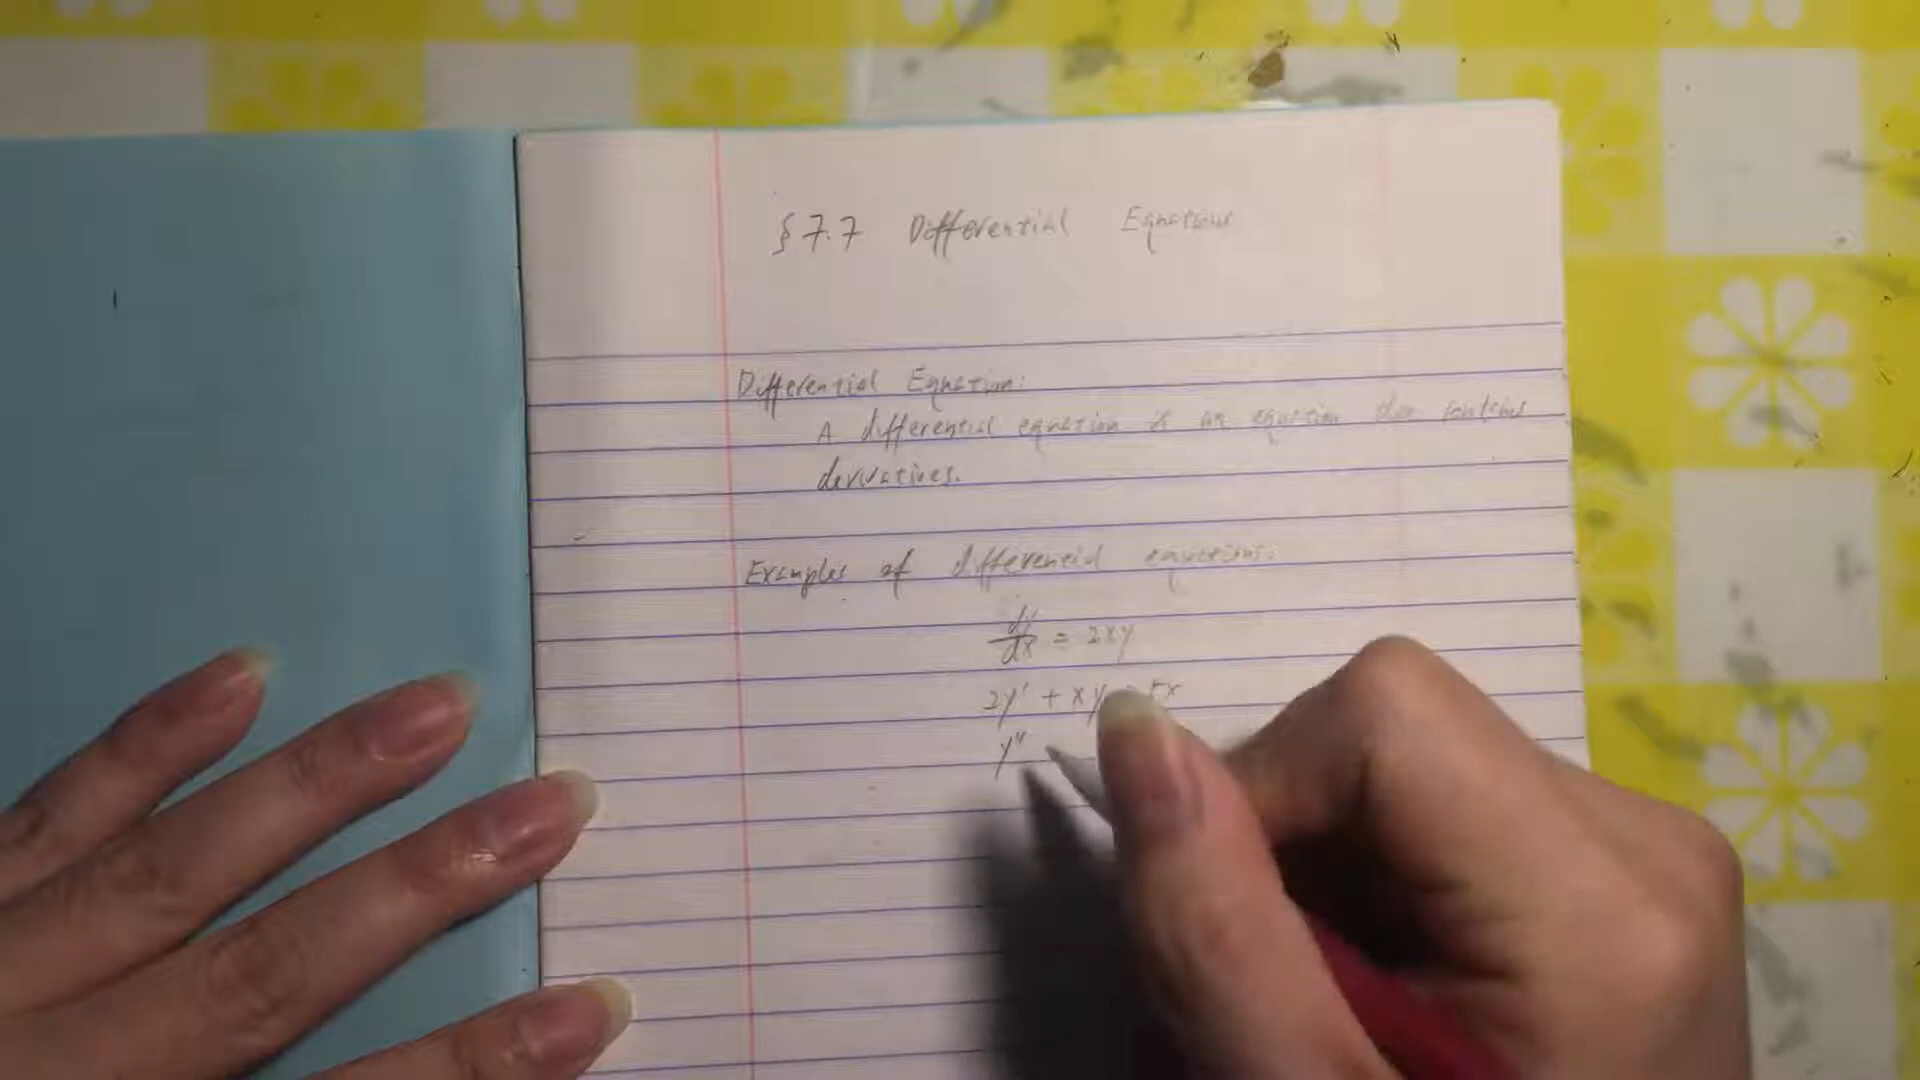 § 7.7 Differential Equations
Differential Equation:
A differential equation is an equation contains
derivatives.
Examples of differential equations:
dy/dx = 2xy
2y' + xy = 5x
y''